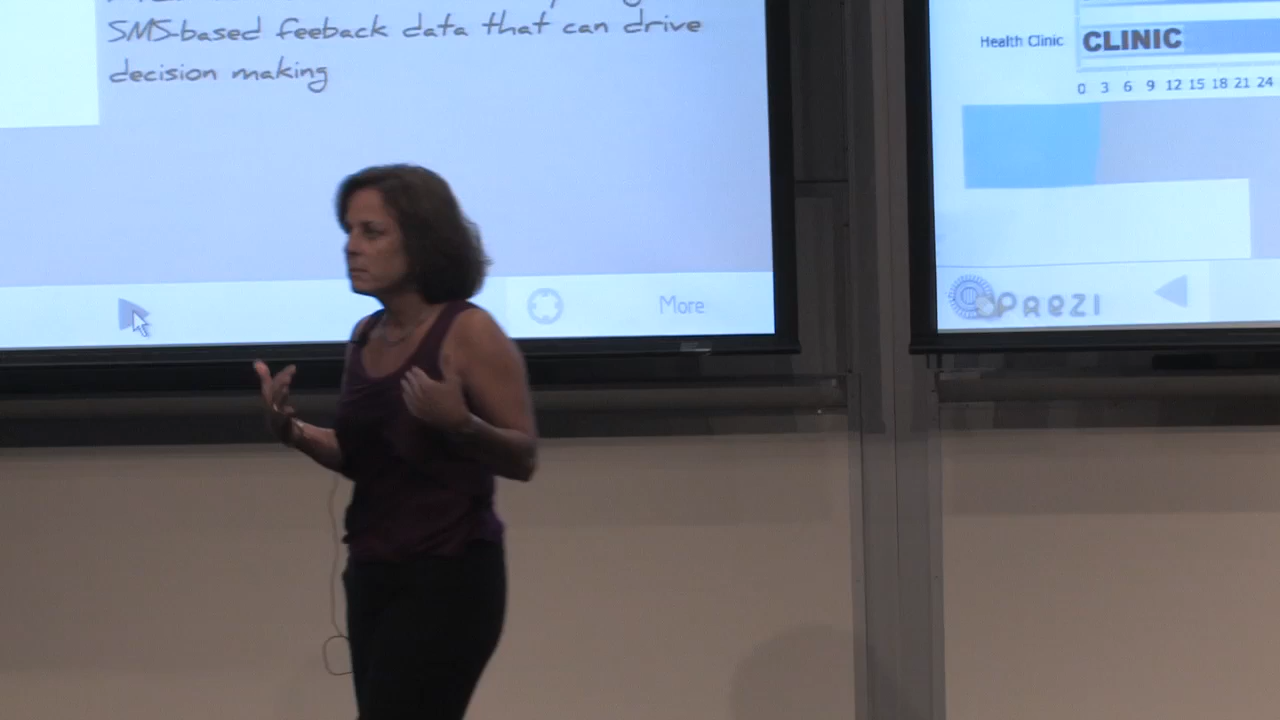 SMS-based feeback data that can drive
decision making
More
Health Clinic
CLINIC
0 3 6 9 12 15 18 21 24
PREZI